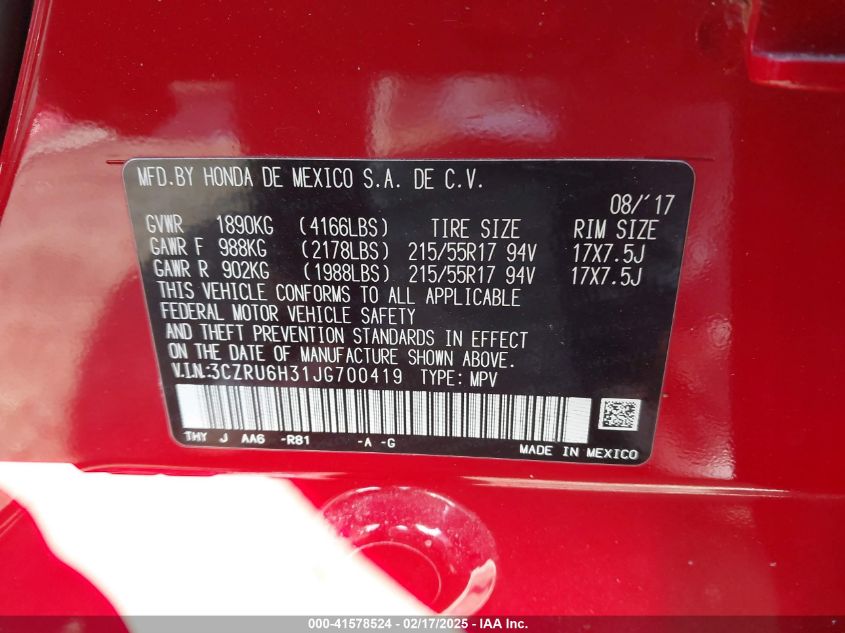 MFD.BY HONDA DE MEXICO S.A. DE C.V.
08/'17
GVWR 1890KG (4166LBS) TIRE SIZE RIM SIZE
GAWR F 988KG (2178LBS) 215/55R17 94V 17X7.5J
GAWR R 902KG (1988LBS) 215/55R17 94V 17X7.5J
THIS VEHICLE CONFORMS TO ALL APPLICABLE
FEDERAL MOTOR VEHICLE SAFETY
AND THEFT PREVENTION STANDARDS IN EFFECT
ON THE DATE OF MANUFACTURE SHOWN ABOVE.
V.I.N.:3CZRU6H31JG700419 TYPE: MPV
THY J AA6 -R81 -A -G
MADE IN MEXICO
000-41578524 - 02/17/2025 - IAA Inc.